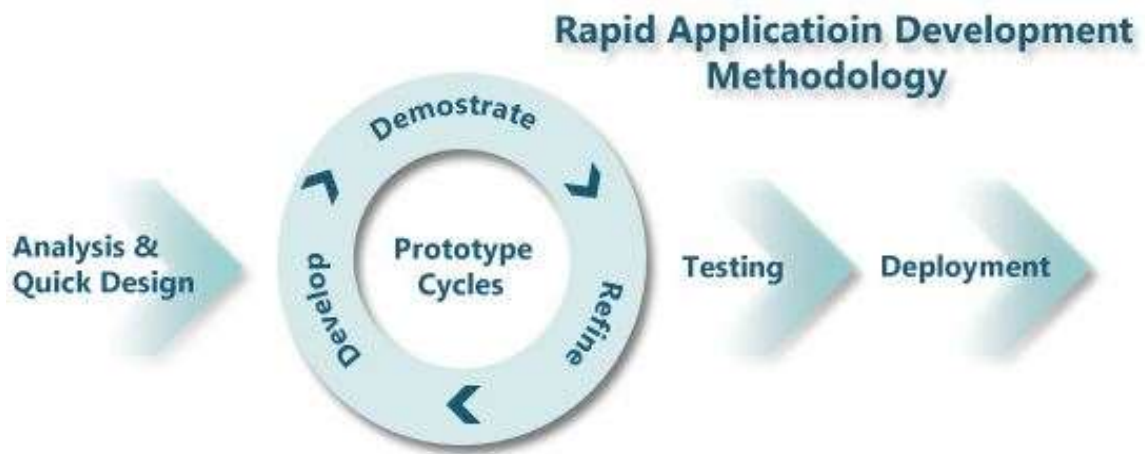 Rapid Applicatioin Development
Methodology
Analysis &
Quick Design
Demostrate
Develop
Refine
Prototype
Cycles
Testing
Deployment